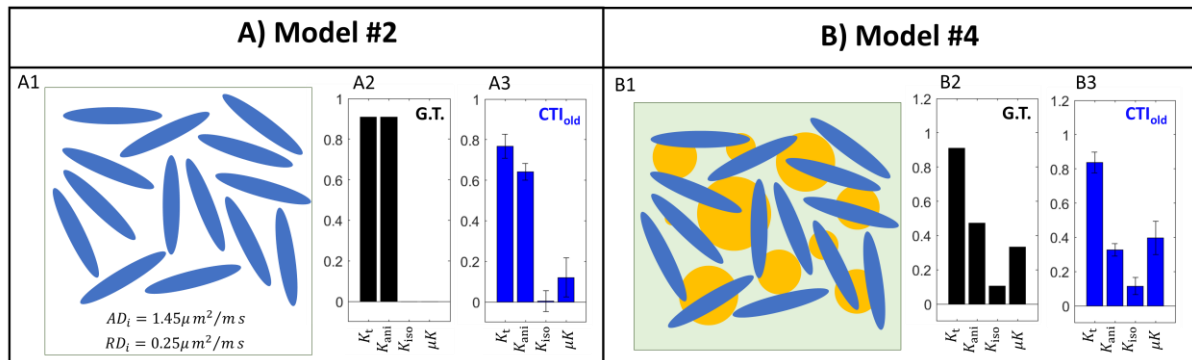 A) Model #2
B) Model #4
A1
A2
A3
B1
B2
B3
G.T.
CTIold
G.T.
CTIold
1
0.8
0.6
0.4
0.2
0
1
0.8
0.6
0.4
0.2
0
1.2
1
0.8
0.6
0.4
0.2
0
1.2
1
0.8
0.6
0.4
0.2
0
Kt Kani Kiso μK
Kt Kani Kiso μK
Kt Kani Kiso μK
Kt Kani Kiso μK
ADi = 1.45μm²/ms
RDi = 0.25μm²/ms